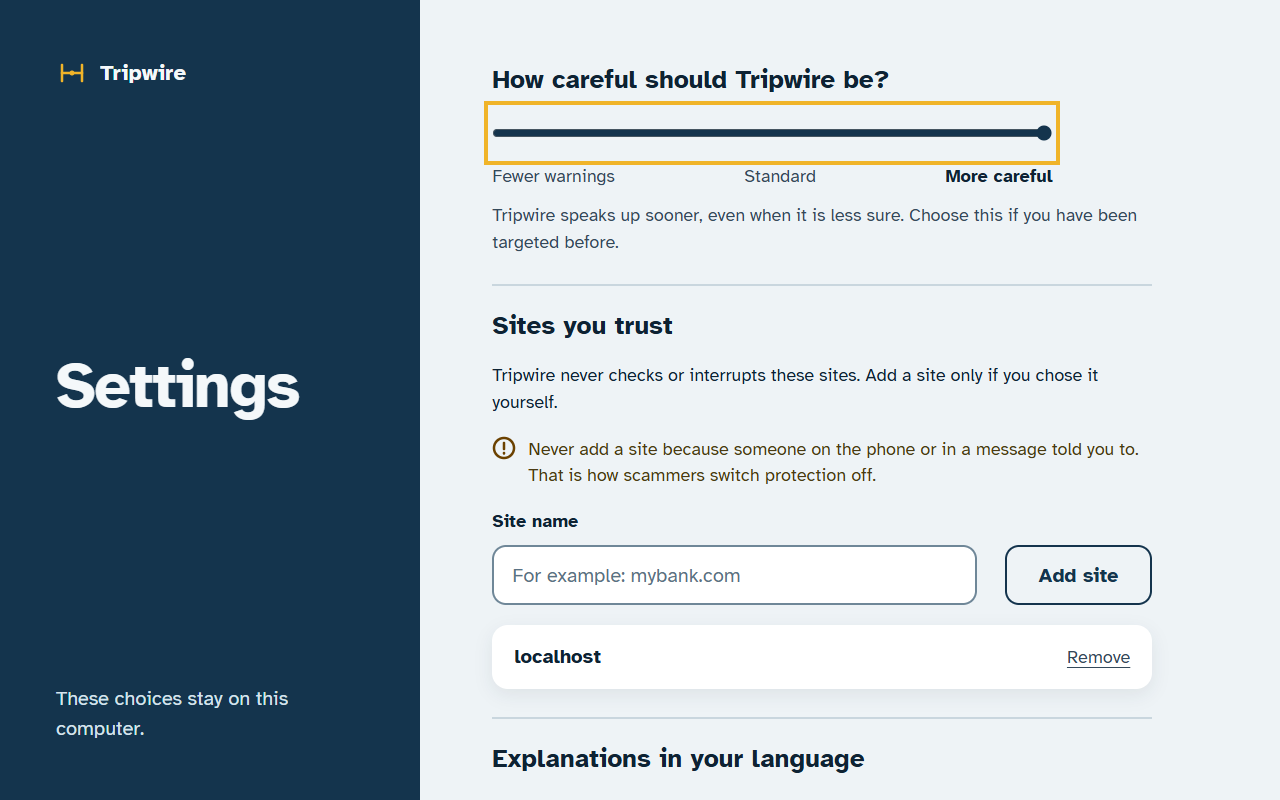 Tripwire
Settings
These choices stay on this
computer.
How careful should Tripwire be?
Fewer warnings
Standard
More careful
Tripwire speaks up sooner, even when it is less sure. Choose this if you have been
targeted before.
Sites you trust
Tripwire never checks or interrupts these sites. Add a site only if you chose it
yourself.
Never add a site because someone on the phone or in a message told you to.
That is how scammers switch protection off.
Site name
For example: mybank.com
Add site
localhost
Remove
Explanations in your language